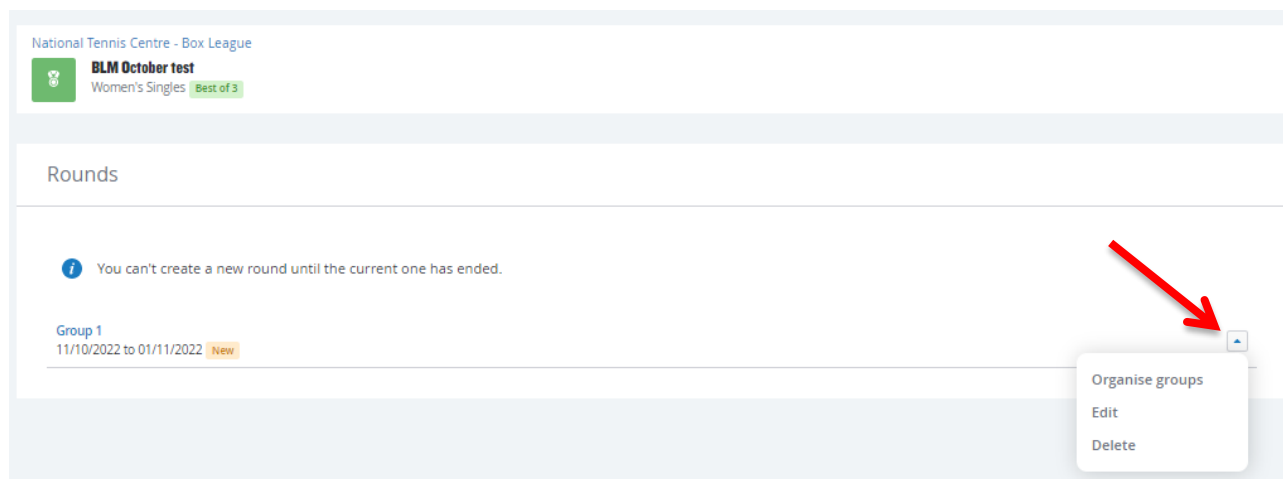 National Tennis Centre - Box League
BLM October test
Women's Singles Best of 3
Rounds
You can't create a new round until the current one has ended.
Group 1
11/10/2022 to 01/11/2022 New
Organise groups
Edit
Delete